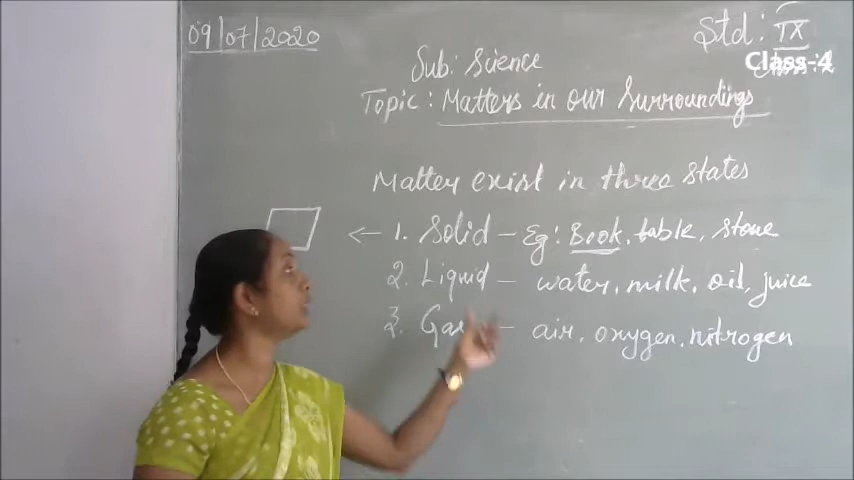 09/07/2020
Std: IX
Class-4
Sub: Science
Topic: Matters in our Surroundings
Matter exist in three states
← 1. Solid - Eg: Book, table, stone
2. Liquid - water, milk, oil, juice
3. Gas - air, oxygen, nitrogen